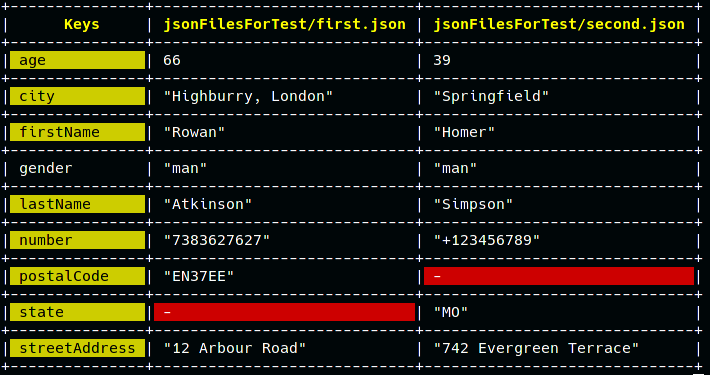 Keys | jsonFilesForTest/first.json | jsonFilesForTest/second.json
age | 66 | 39
city | "Highburry, London" | "Springfield"
firstName | "Rowan" | "Homer"
gender | "man" | "man"
lastName | "Atkinson" | "Simpson"
number | "7383627627" | "+123456789"
postalCode | "EN37EE" | -
state | - | "MO"
streetAddress | "12 Arbour Road" | "742 Evergreen Terrace"